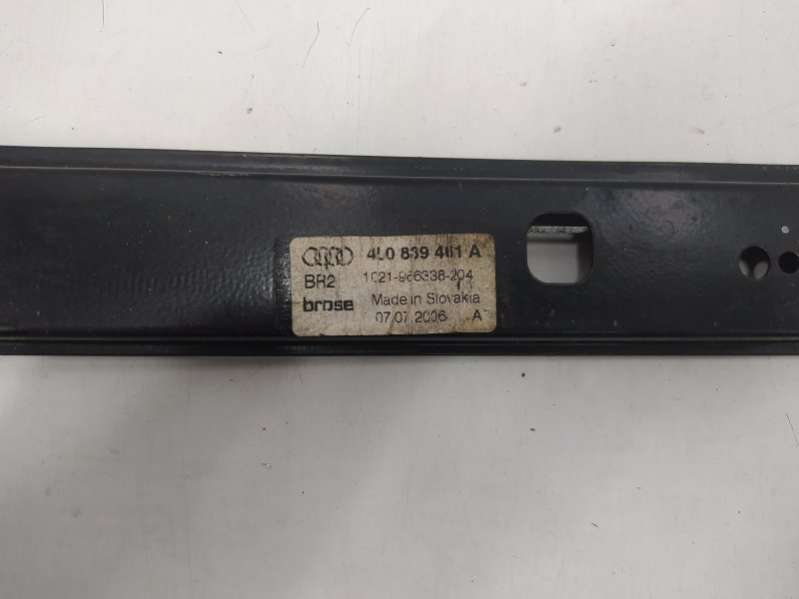 4L0 839 461 A
BR2 1021-966338-204
brose Made in Slovakia
07.07.2006 A